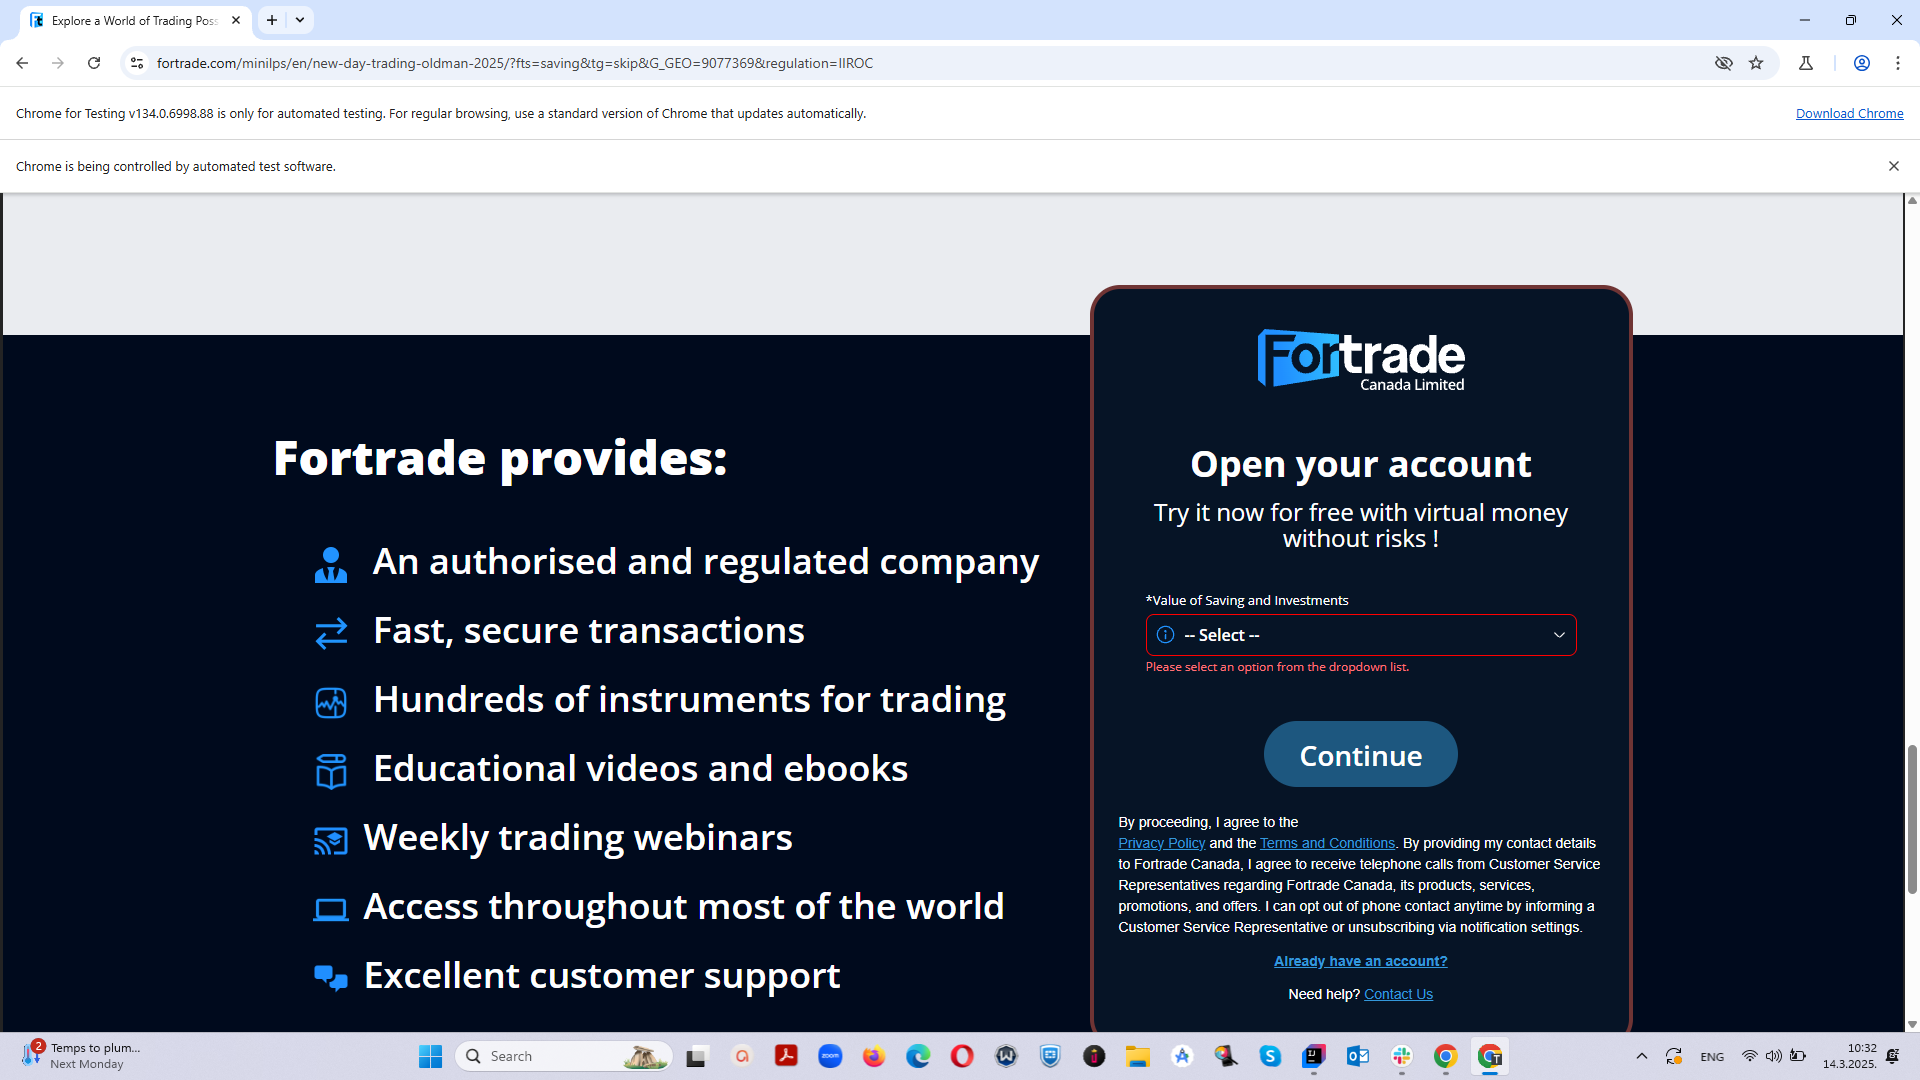 Explore a World of Trading Poss
fortrade.com/minilps/en/new-day-trading-oldman-2025/?fts=saving&tg=skip&G_GEO=9077369&regulation=IIROC
Chrome for Testing v134.0.6998.88 is only for automated testing. For regular browsing, use a standard version of Chrome that updates automatically.
Download Chrome
Chrome is being controlled by automated test software.
Fortrade provides:
An authorised and regulated company
Fast, secure transactions
Hundreds of instruments for trading
Educational videos and ebooks
Weekly trading webinars
Access throughout most of the world
Excellent customer support
Fortrade
Canada Limited
Open your account
Try it now for free with virtual money
without risks !
*Value of Saving and Investments
-- Select --
Please select an option from the dropdown list.
Continue
By proceeding, I agree to the
Privacy Policy and the Terms and Conditions. By providing my contact details
to Fortrade Canada, I agree to receive telephone calls from Customer Service
Representatives regarding Fortrade Canada, its products, services,
promotions, and offers. I can opt out of phone contact anytime by informing a
Customer Service Representative or unsubscribing via notification settings.
Already have an account?
Need help? Contact Us
2
Temps to plum...
Next Monday
Search
zoom
ENG
10:32
14.3.2025.